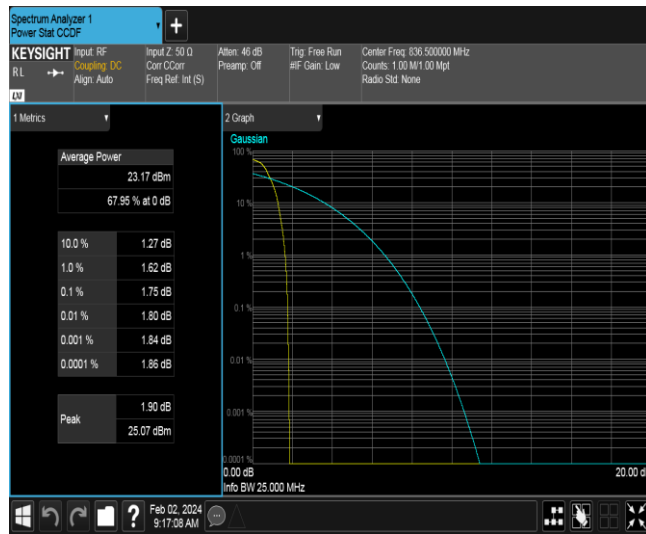 Spectrum Analyzer 1
Power Stat CCDF
+
KEYSIGHT
RL
LXI
Input: RF
Coupling: DC
Align: Auto
Input Z: 50 Ω
Corr CCorr
Freq Ref: Int (S)
Atten: 46 dB
Preamp: Off
Trig: Free Run
#IF Gain: Low
Center Freq: 836.500000 MHz
Counts: 1.00 M/1.00 Mpt
Radio Std: None
1 Metrics
Average Power
23.17 dBm
67.95 % at 0 dB
10.0 % 1.27 dB
1.0 % 1.62 dB
0.1 % 1.75 dB
0.01 % 1.80 dB
0.001 % 1.84 dB
0.0001 % 1.86 dB
Peak
1.90 dB
25.07 dBm
2 Graph
Gaussian
100 %
10 %
1 %
0.1 %
0.01 %
0.001 %
0.0001 %
0.00 dB 20.00 d
Info BW 25.000 MHz
?
Feb 02, 2024
9:17:08 AM